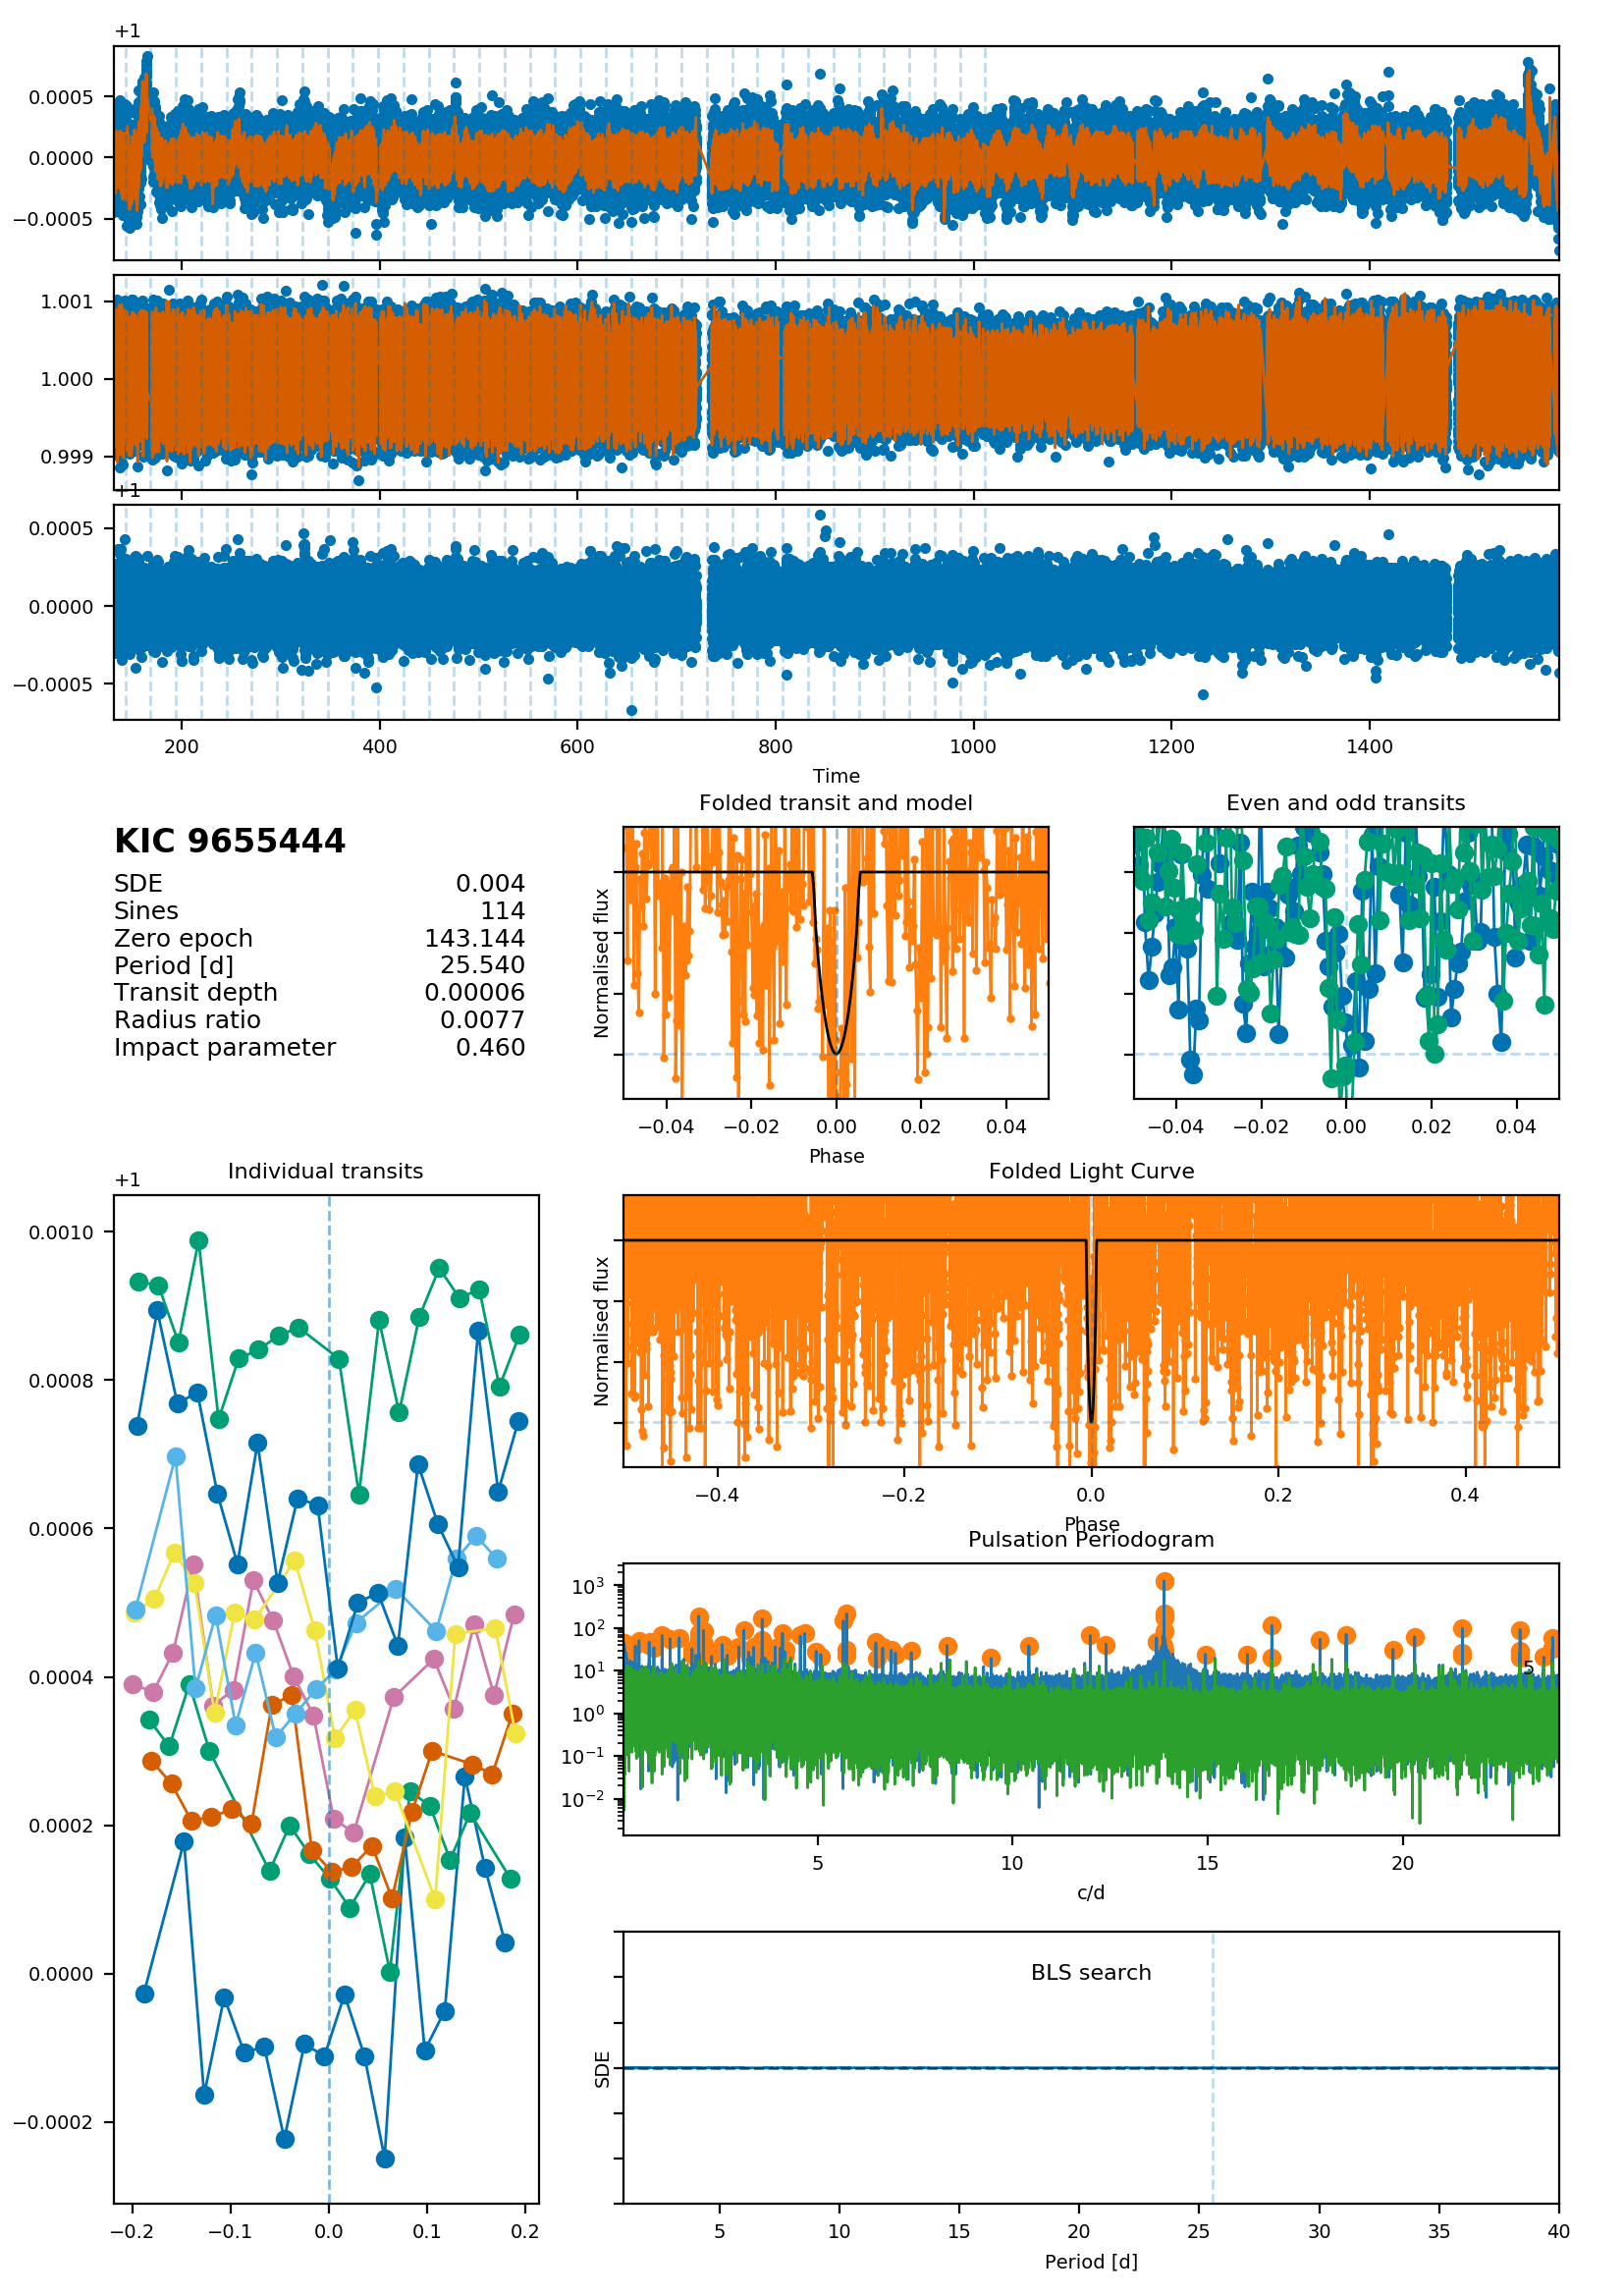 +1
0.0005
0.0000
−0.0005
1.001
1.000
0.999
+1
0.0005
0.0000
−0.0005
200 400 600 800 1000 1200 1400
Time
KIC 9655444
SDE 0.004
Sines 114
Zero epoch 143.144
Period [d] 25.540
Transit depth 0.00006
Radius ratio 0.0077
Impact parameter 0.460
Folded transit and model
Normalised flux
−0.04 −0.02 0.00 0.02 0.04
Phase
Even and odd transits
−0.04 −0.02 0.00 0.02 0.04
Individual transits
+1
0.0010
0.0008
0.0006
0.0004
0.0002
0.0000
−0.0002
−0.2 −0.1 0.0 0.1 0.2
Folded Light Curve
Normalised flux
−0.4 −0.2 0.0 0.2 0.4
Phase
Pulsation Periodogram
10³
10²
10¹
10⁰
10⁻¹
10⁻²
5
5 10 15 20
c/d
BLS search
SDE
5 10 15 20 25 30 35 40
Period [d]